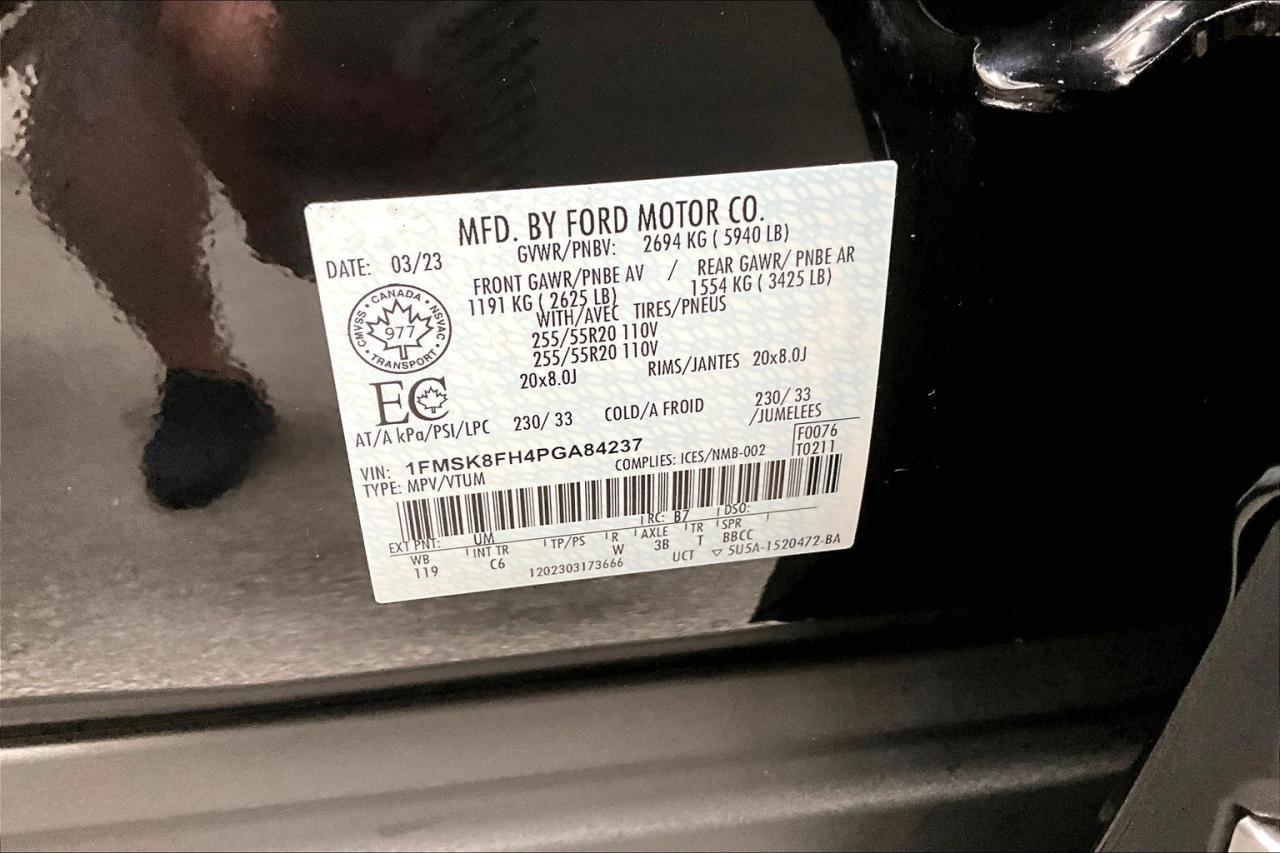 MFD. BY FORD MOTOR CO.
DATE: 03/23
GVWR/PNBV: 2694 KG ( 5940 LB)
FRONT GAWR/PNBE AV / REAR GAWR/ PNBE AR
1191 KG ( 2625 LB) 1554 KG ( 3425 LB)
WITH/AVEC TIRES/PNEUS
255/55R20 110V
255/55R20 110V
20x8.0J RIMS/JANTES 20x8.0J
CANADA
CMVSS NSVAC
977
TRANSPORT
EC
AT/A kPa/PSI/LPC 230/ 33 COLD/A FROID 230/ 33
/JUMELEES
VIN: 1FMSK8FH4PGA84237
COMPLIES: ICES/NMB-002
F0076
T0211
TYPE: MPV/VTUM
EXT PNT: UM RC: B7 DSO:
WB INT TR TP/PS R AXLE TR SPR
119 C6 W 3B T BBCC
1202303173666 UCT ▽ 5U5A-1520472-BA